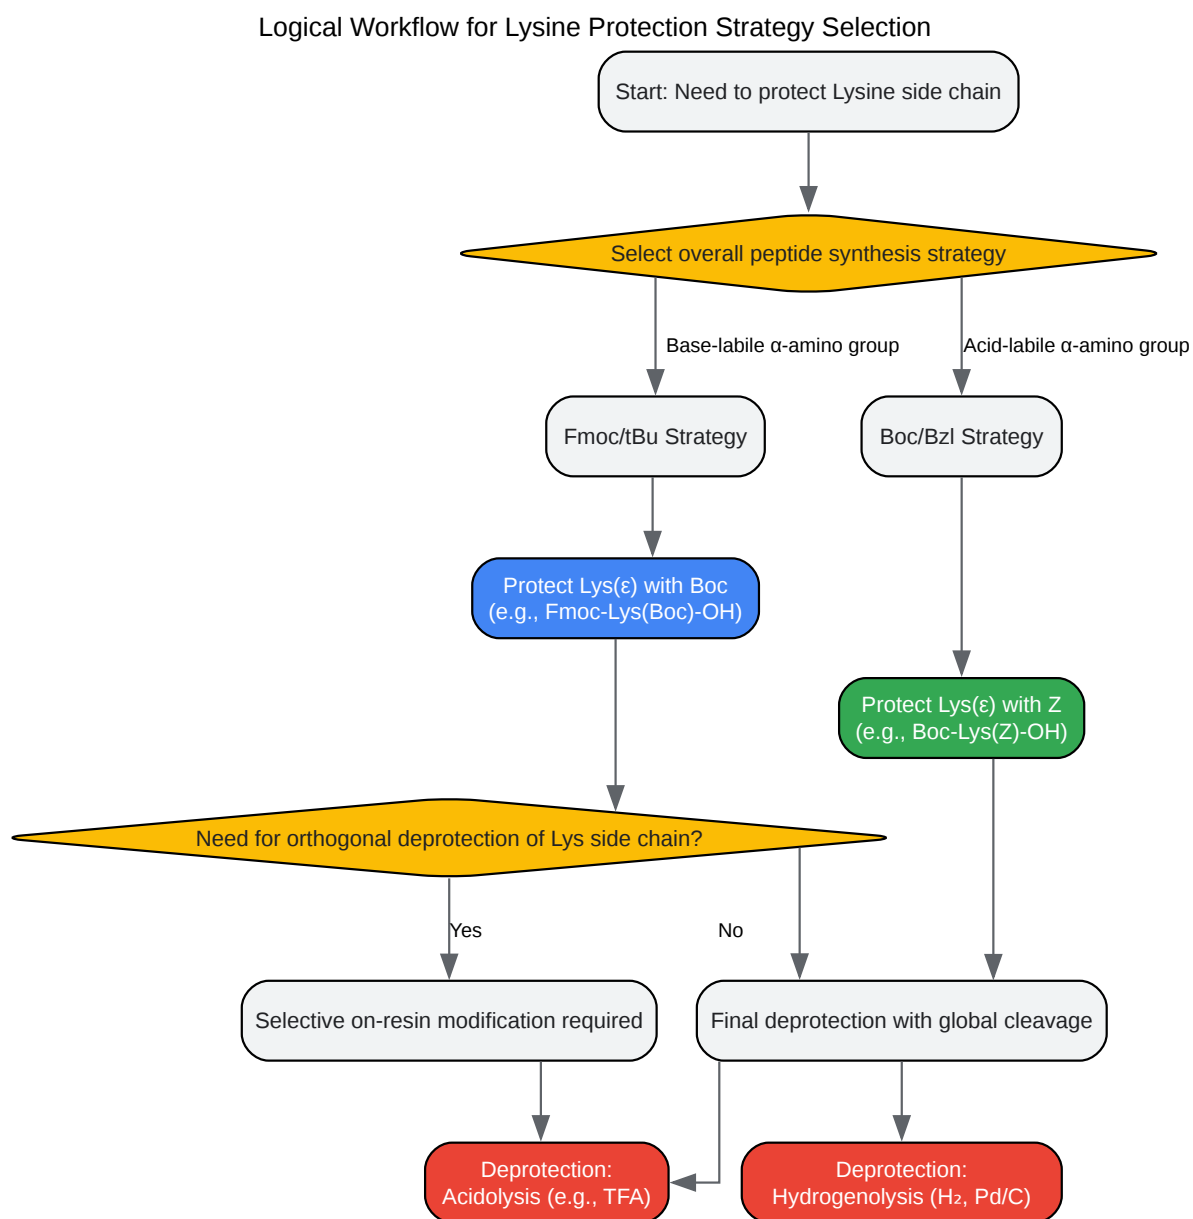 Logical Workflow for Lysine Protection Strategy Selection
Start: Need to protect Lysine side chain
Select overall peptide synthesis strategy
Base-labile α-amino group
Acid-labile α-amino group
Fmoc/tBu Strategy
Boc/Bzl Strategy
Protect Lys(ε) with Boc
(e.g., Fmoc-Lys(Boc)-OH)
Protect Lys(ε) with Z
(e.g., Boc-Lys(Z)-OH)
Need for orthogonal deprotection of Lys side chain?
Yes
No
Selective on-resin modification required
Final deprotection with global cleavage
Deprotection:
Acidolysis (e.g., TFA)
Deprotection:
Hydrogenolysis (H₂, Pd/C)